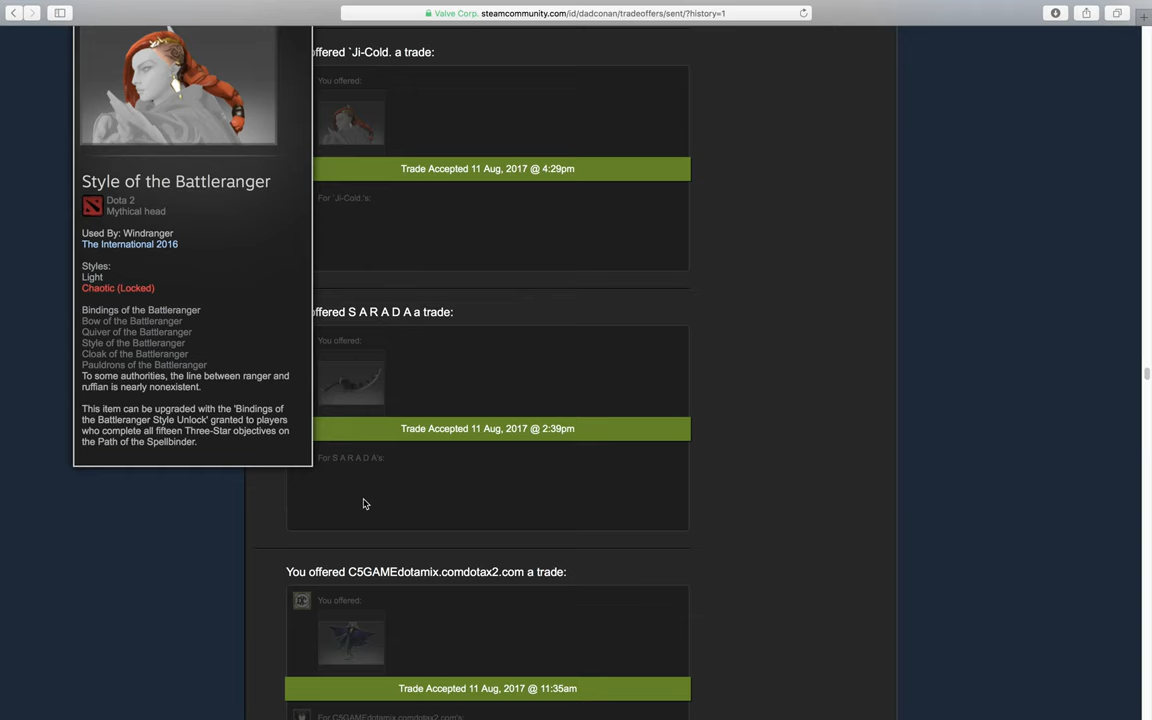 Valve Corp. steamcommunity.com/id/dadconan/tradeoffers/sent/?history=1
Style of the Battleranger
Dota 2
Mythical head
Used By: Windranger
The International 2016
Styles:
Light
Chaotic (Locked)
Bindings of the Battleranger
Bow of the Battleranger
Quiver of the Battleranger
Style of the Battleranger
Cloak of the Battleranger
Pauldrons of the Battleranger
To some authorities, the line between ranger and
ruffian is nearly nonexistent.
This item can be upgraded with the 'Bindings of
the Battleranger Style Unlock' granted to players
who complete all fifteen Three-Star objectives on
the Path of the Spellbinder.
ffered `Ji-Cold. a trade:
You offered:
Trade Accepted 11 Aug, 2017 @ 4:29pm
For `Ji-Cold.'s:
ffered S A R A D A a trade:
You offered:
Trade Accepted 11 Aug, 2017 @ 2:39pm
For S A R A D A's:
You offered C5GAMEdotamix.comdotax2.com a trade:
You offered:
Trade Accepted 11 Aug, 2017 @ 11:35am
For C5GAMEdotamix.comdotax2.com's: